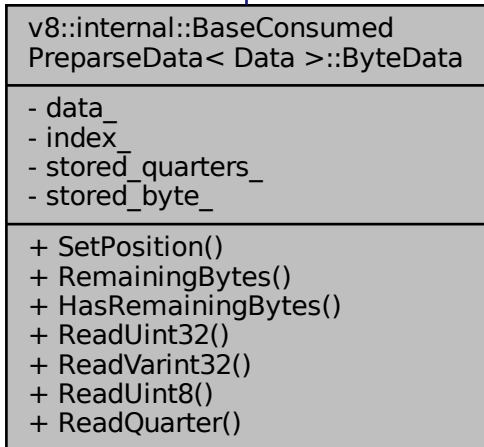 v8::internal::BaseConsumed
PreparseData< Data >::ByteData
- data_
- index_
- stored_quarters_
- stored_byte_
+ SetPosition()
+ RemainingBytes()
+ HasRemainingBytes()
+ ReadUint32()
+ ReadVarint32()
+ ReadUint8()
+ ReadQuarter()